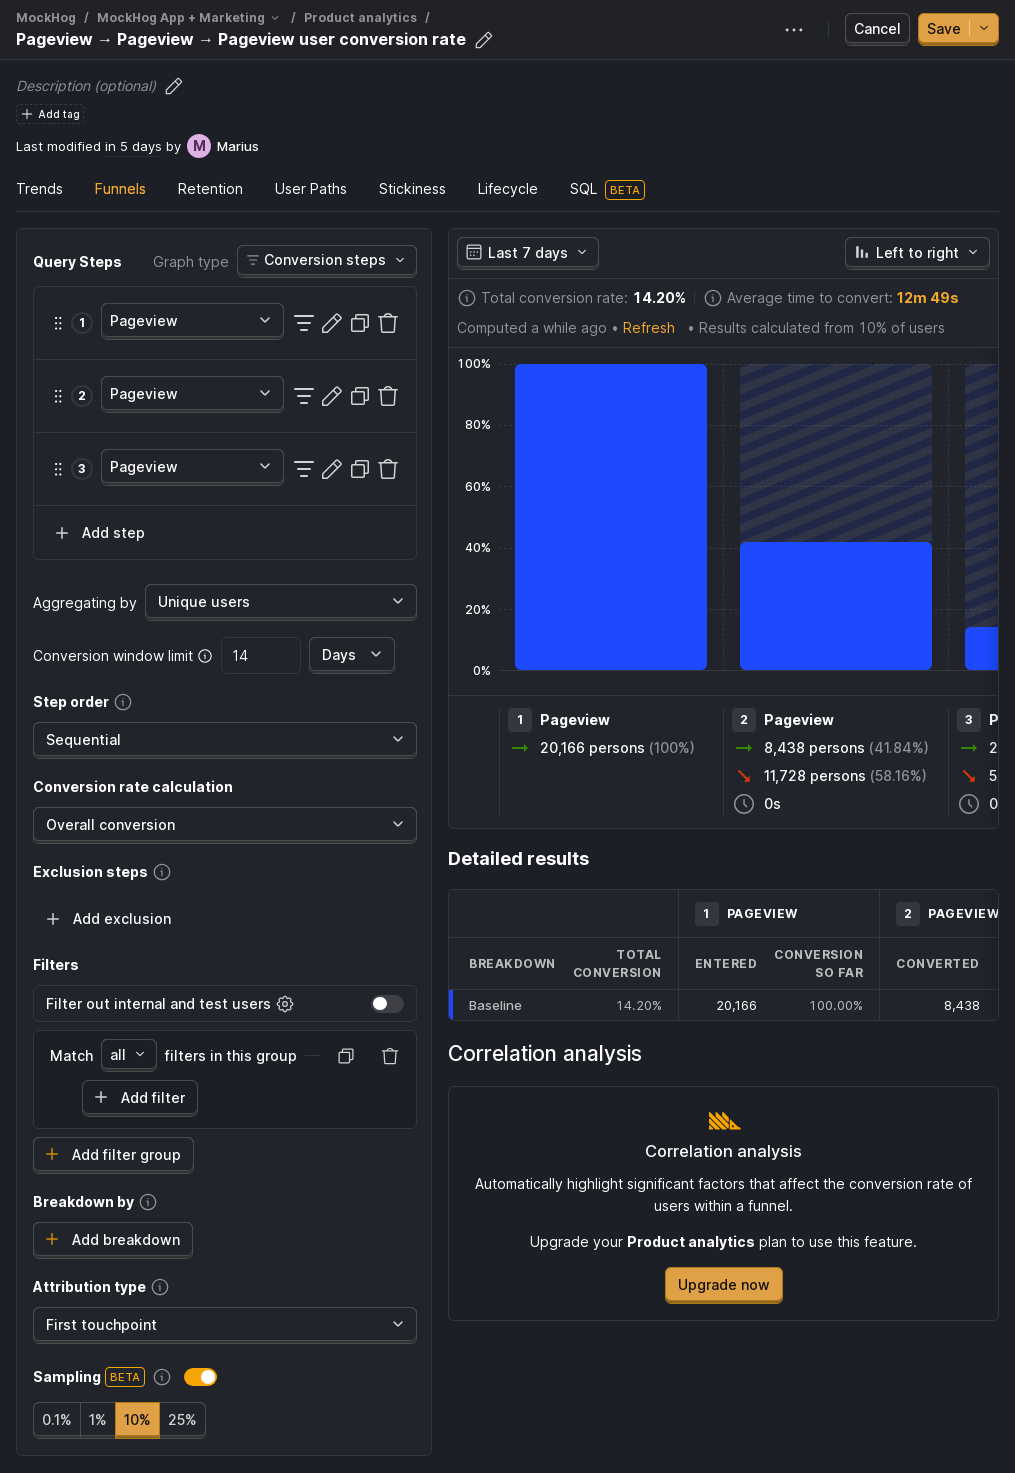 MockHog / MockHog App + Marketing / Product analytics /
Pageview → Pageview → Pageview user conversion rate
Cancel
Save
Description (optional)
Add tag
Last modified in 5 days by M Marius
Trends Funnels Retention User Paths Stickiness Lifecycle SQL BETA
Query Steps
Graph type
Conversion steps
1 Pageview
2 Pageview
3 Pageview
Add step
Aggregating by Unique users
Conversion window limit 14 Days
Step order
Sequential
Conversion rate calculation
Overall conversion
Exclusion steps
Add exclusion
Filters
Filter out internal and test users
Match all filters in this group
Add filter
Add filter group
Breakdown by
Add breakdown
Attribution type
First touchpoint
Sampling BETA
0.1% 1% 10% 25%
Last 7 days
Left to right
Total conversion rate: 14.20% Average time to convert: 12m 49s
Computed a while ago • Refresh • Results calculated from 10% of users
100%
80%
60%
40%
20%
0%
1 Pageview
20,166 persons (100%)
2 Pageview
8,438 persons (41.84%)
11,728 persons (58.16%)
0s
3 P
2
5
0
Detailed results
1 PAGEVIEW 2 PAGEVIEW
BREAKDOWN TOTAL CONVERSION ENTERED CONVERSION SO FAR CONVERTED
Baseline 14.20% 20,166 100.00% 8,438
Correlation analysis
Correlation analysis
Automatically highlight significant factors that affect the conversion rate of
users within a funnel.
Upgrade your Product analytics plan to use this feature.
Upgrade now